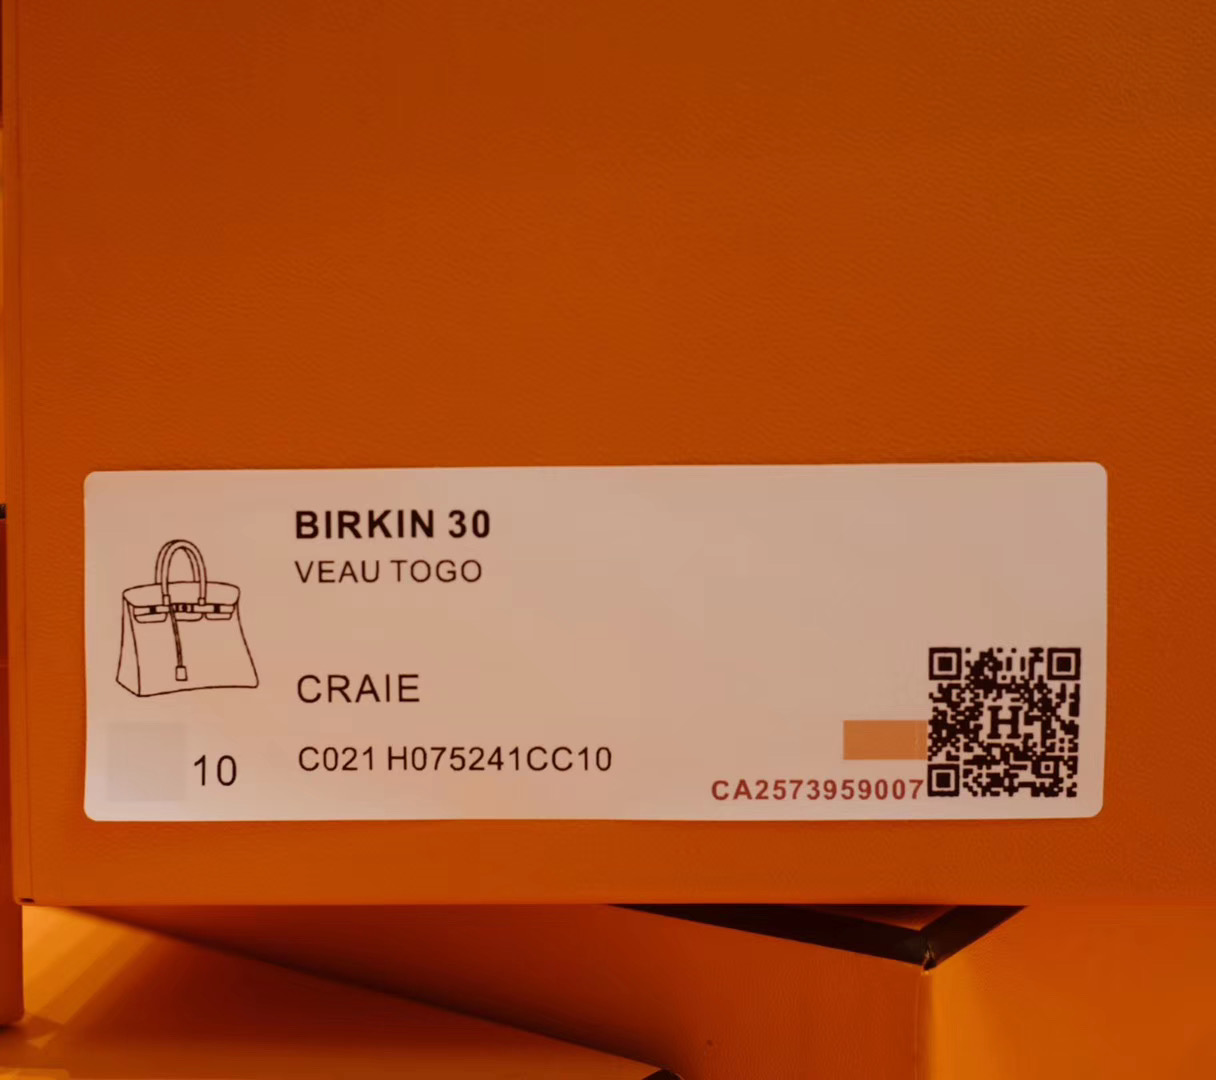 BIRKIN 30
VEAU TOGO
CRAIE
10
C021 H075241CC10
CA2573959007
H